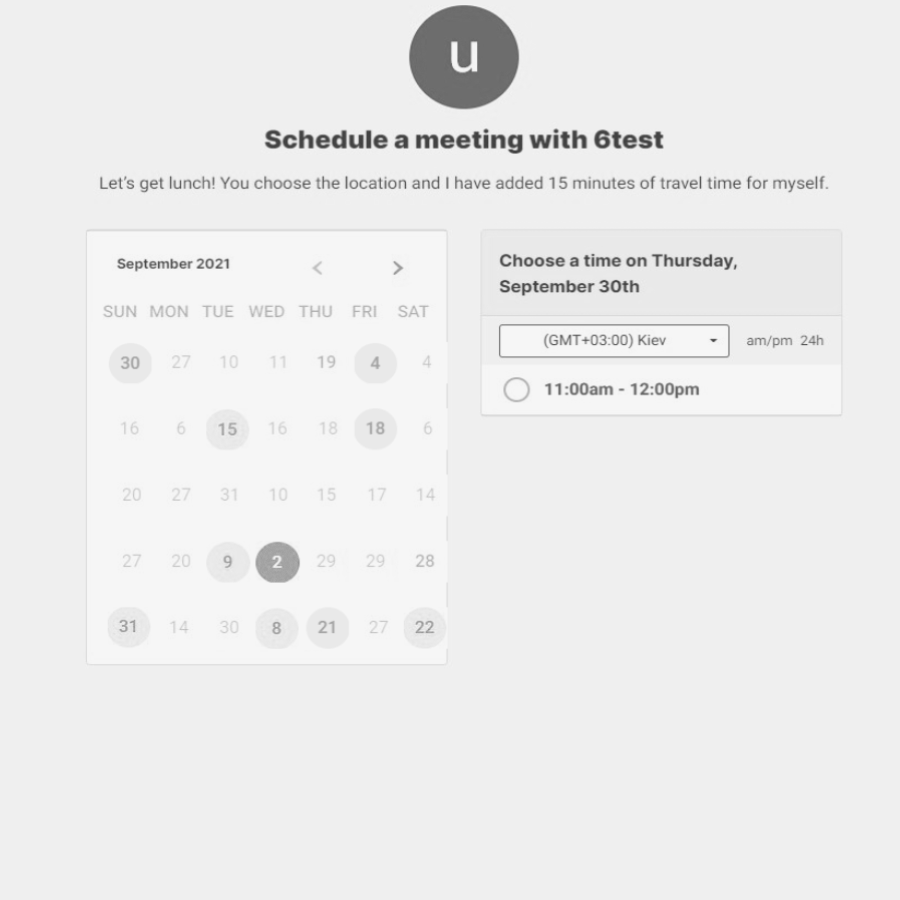 u
Schedule a meeting with 6test
Let's get lunch! You choose the location and I have added 15 minutes of travel time for myself.
September 2021
SUN MON TUE WED THU FRI SAT
30 27 10 11 19 4 4
16 6 15 16 18 18 6
20 27 31 10 15 17 14
27 20 9 2 29 29 28
31 14 30 8 21 27 22
Choose a time on Thursday,
September 30th
(GMT+03:00) Kiev am/pm 24h
11:00am - 12:00pm